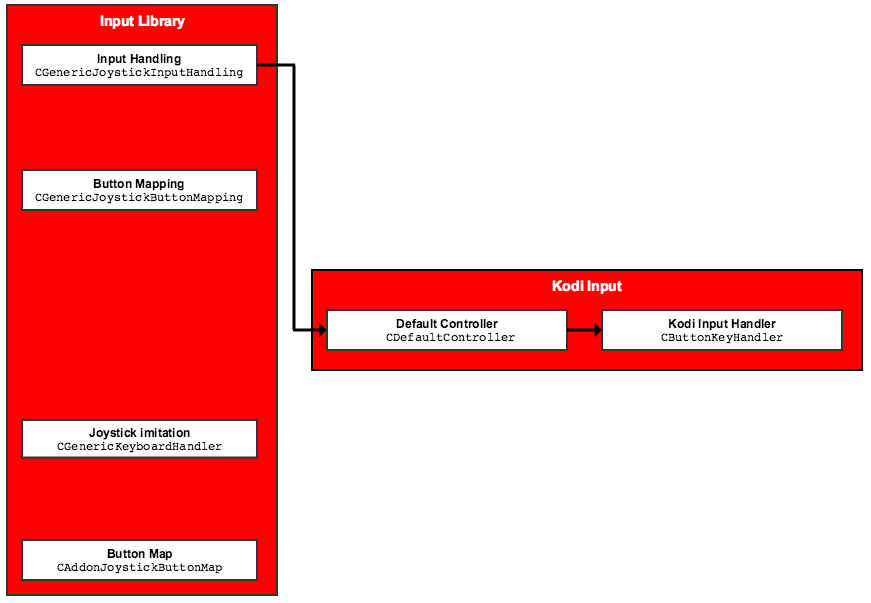 Input Library
Input Handling
CGenericJoystickInputHandling
Button Mapping
CGenericJoystickButtonMapping
Kodi Input
Default Controller
CDefaultController
Kodi Input Handler
CButtonKeyHandler
Joystick imitation
CGenericKeyboardHandler
Button Map
CAddonJoystickButtonMap